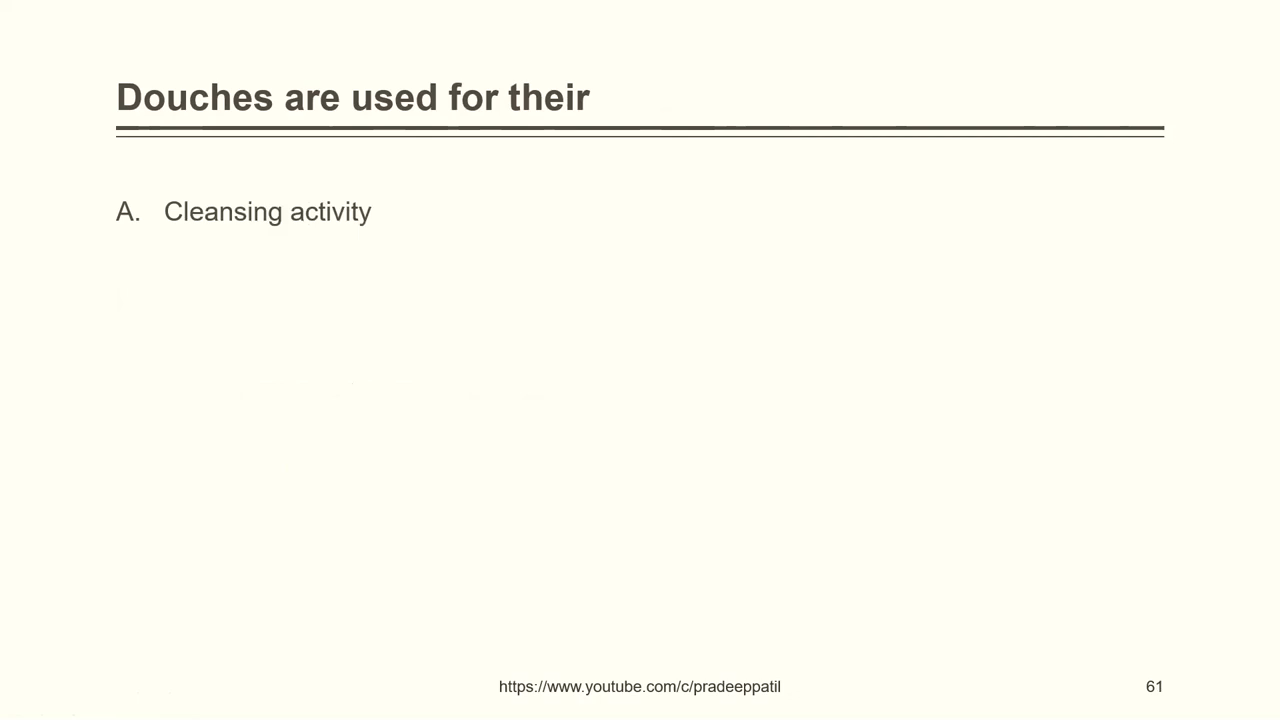 Douches are used for their
A. Cleansing activity
https://www.youtube.com/c/pradeeppatil
61